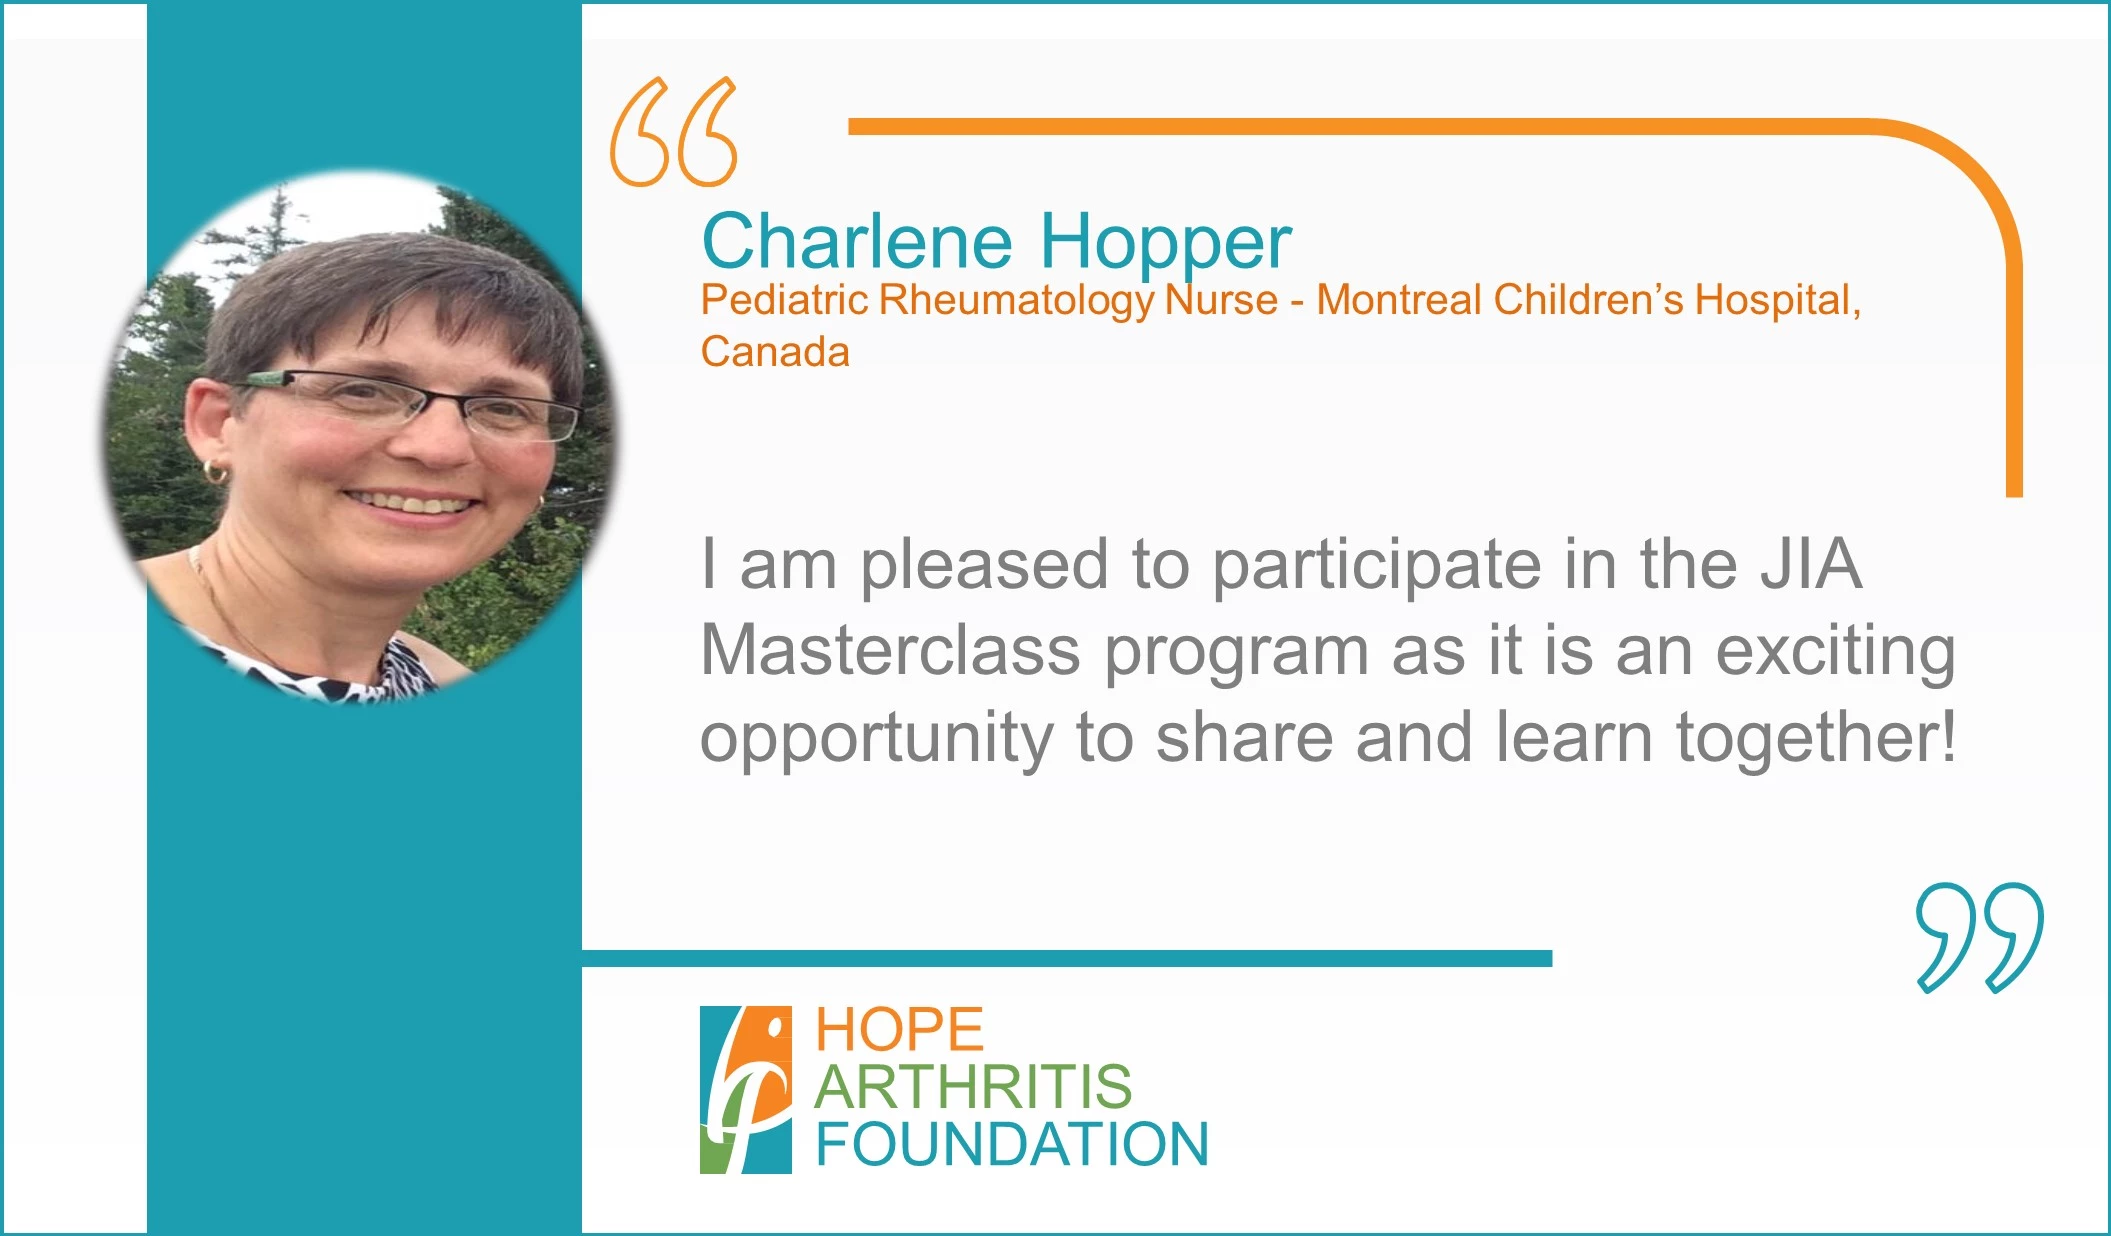 Charlene Hopper
Pediatric Rheumatology Nurse - Montreal Children’s Hospital,
Canada
I am pleased to participate in the JIA
Masterclass program as it is an exciting
opportunity to share and learn together!
HOPE
ARTHRITIS
FOUNDATION